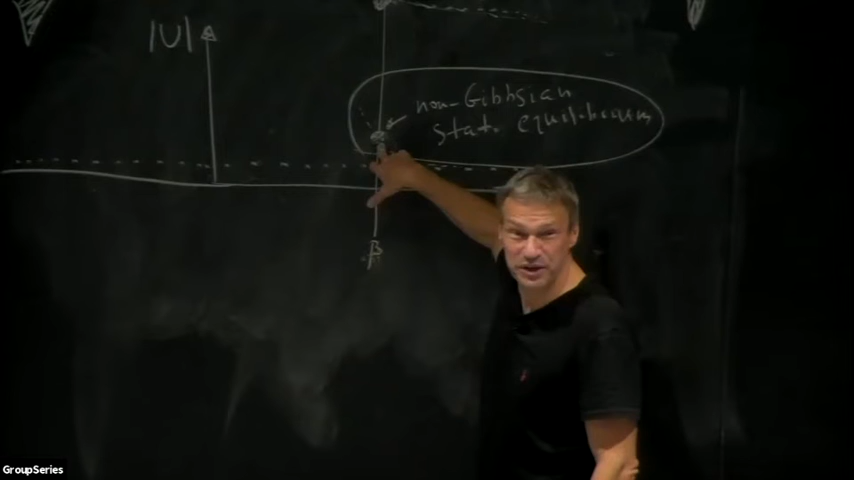 |U|
non-Gibbsian
stat. equilibrium
β
GroupSeries